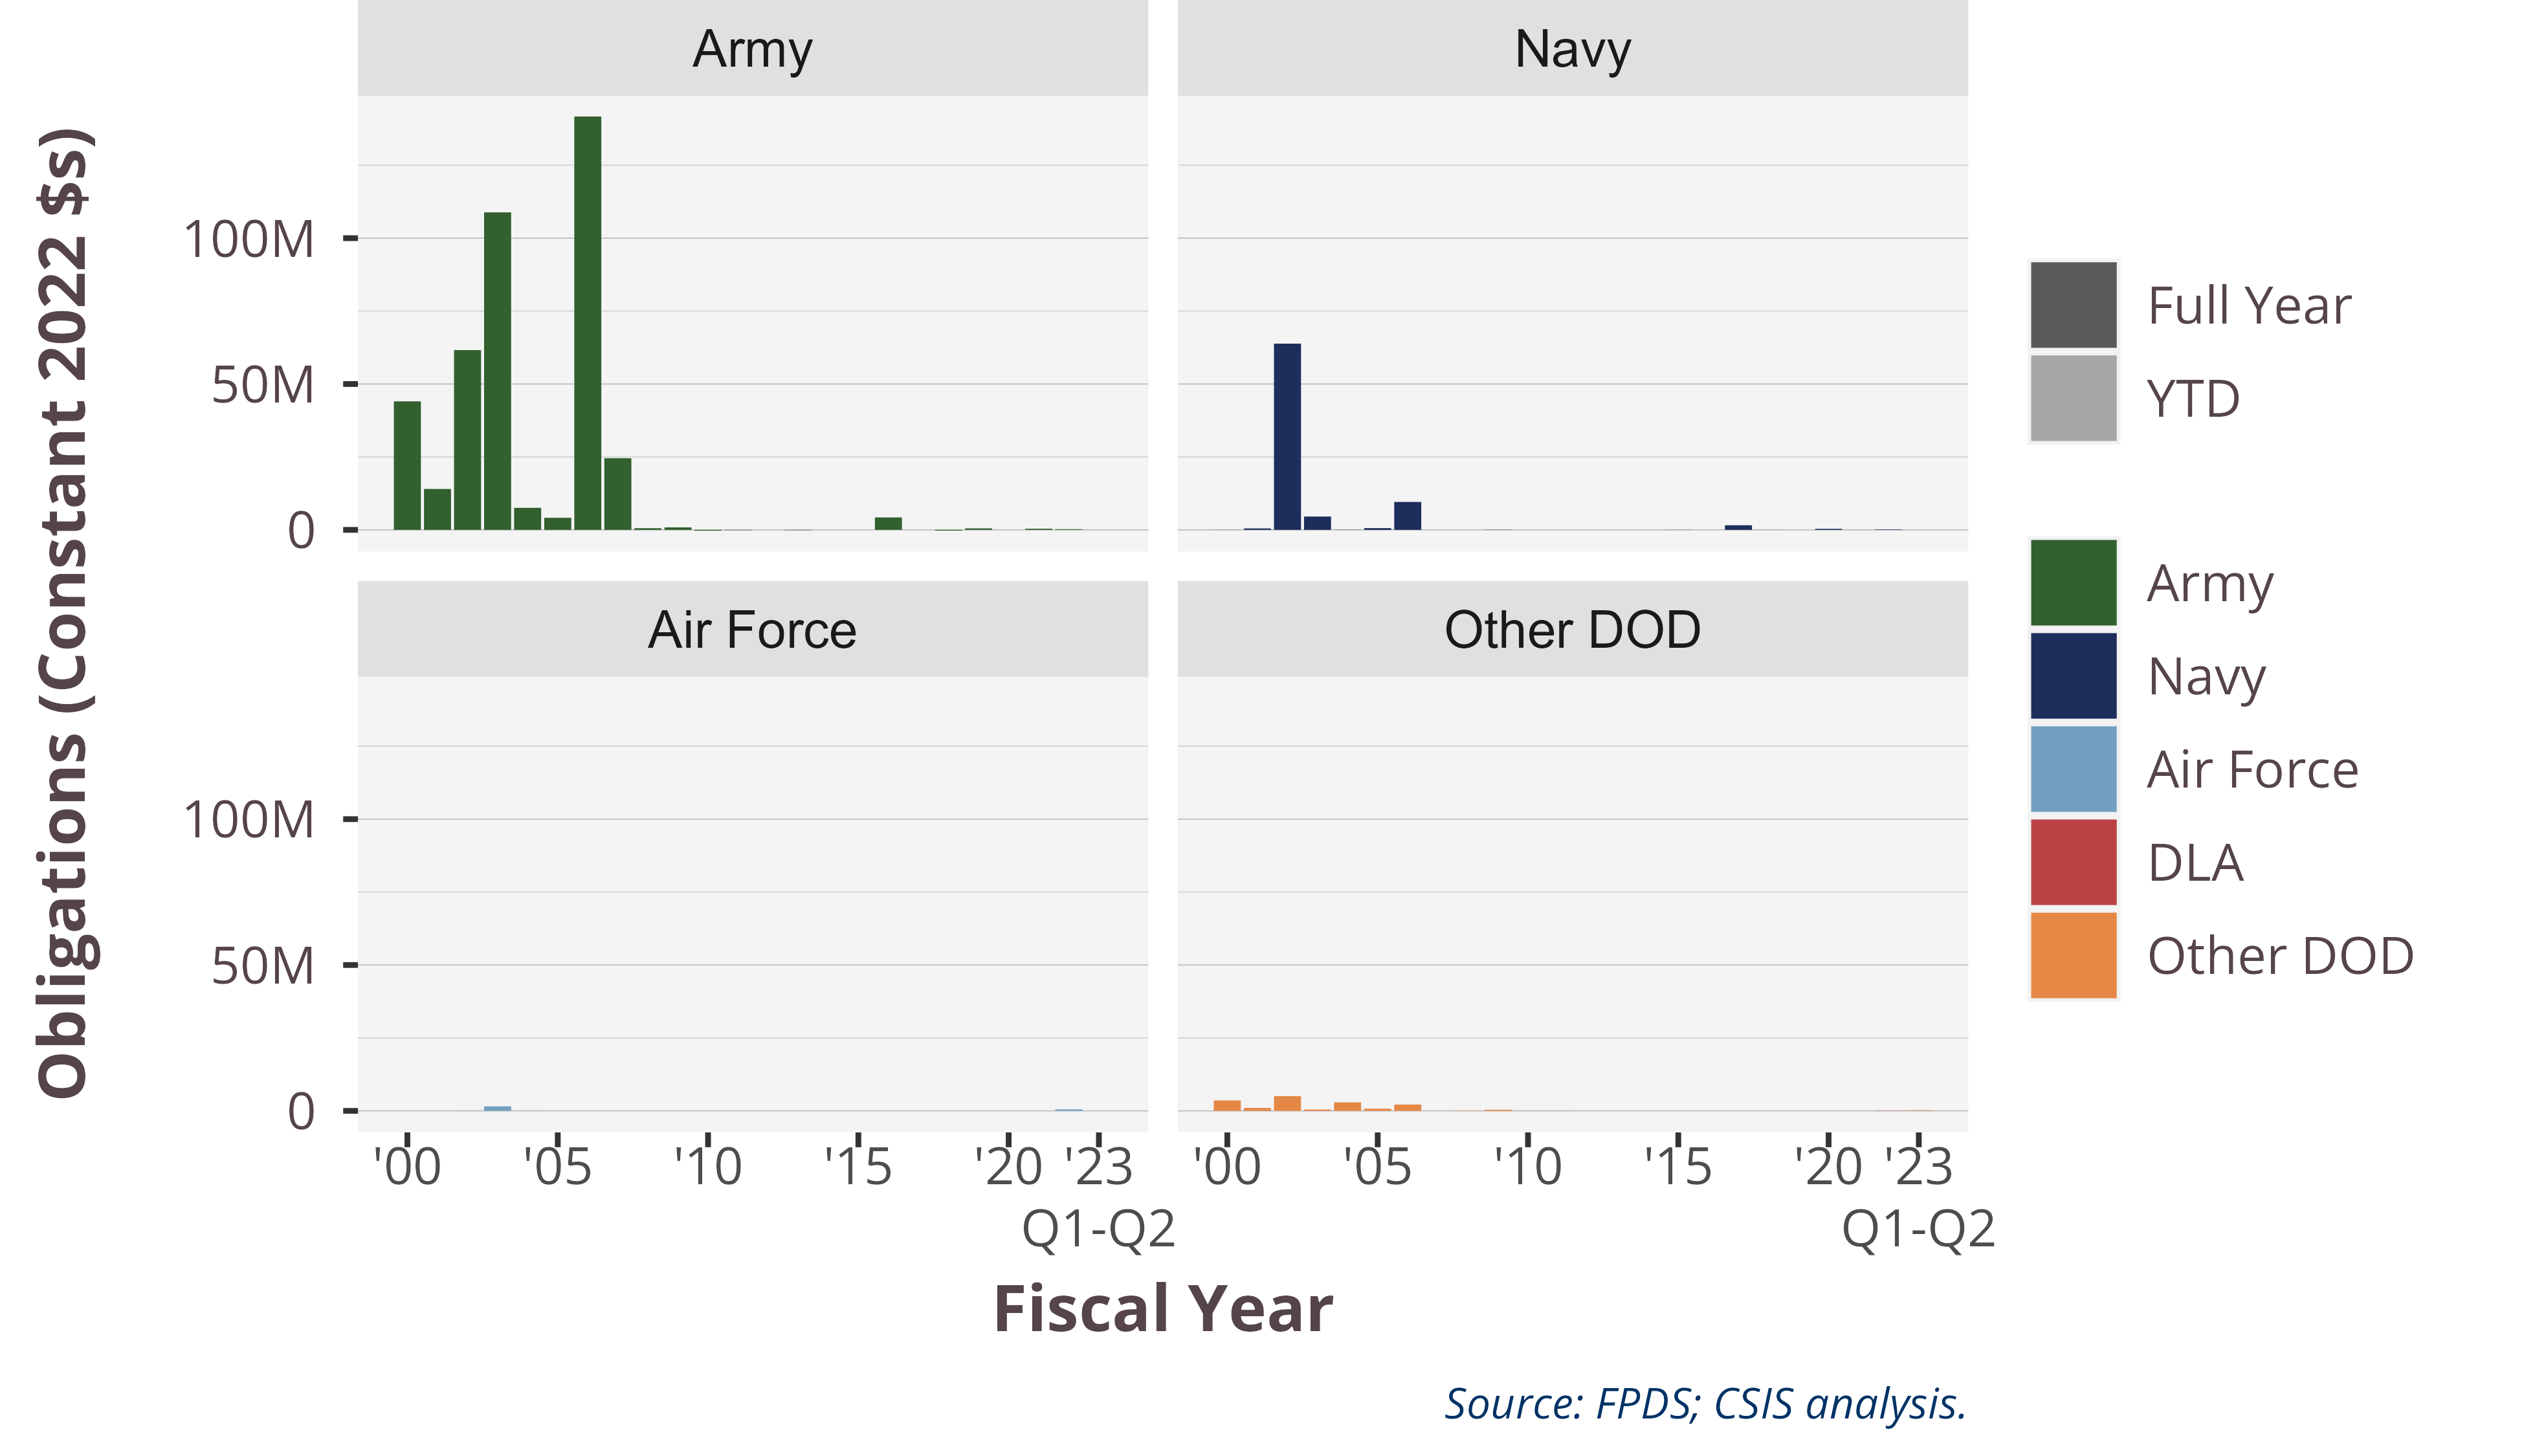 Army
Navy
Obligations (Constant 2022 $s)
100M
50M
0
Air Force
Other DOD
100M
50M
0
'00 '05 '10 '15 '20 '23
Q1-Q2
'00 '05 '10 '15 '20 '23
Q1-Q2
Fiscal Year
Full Year
YTD
Army
Navy
Air Force
DLA
Other DOD
Source: FPDS; CSIS analysis.